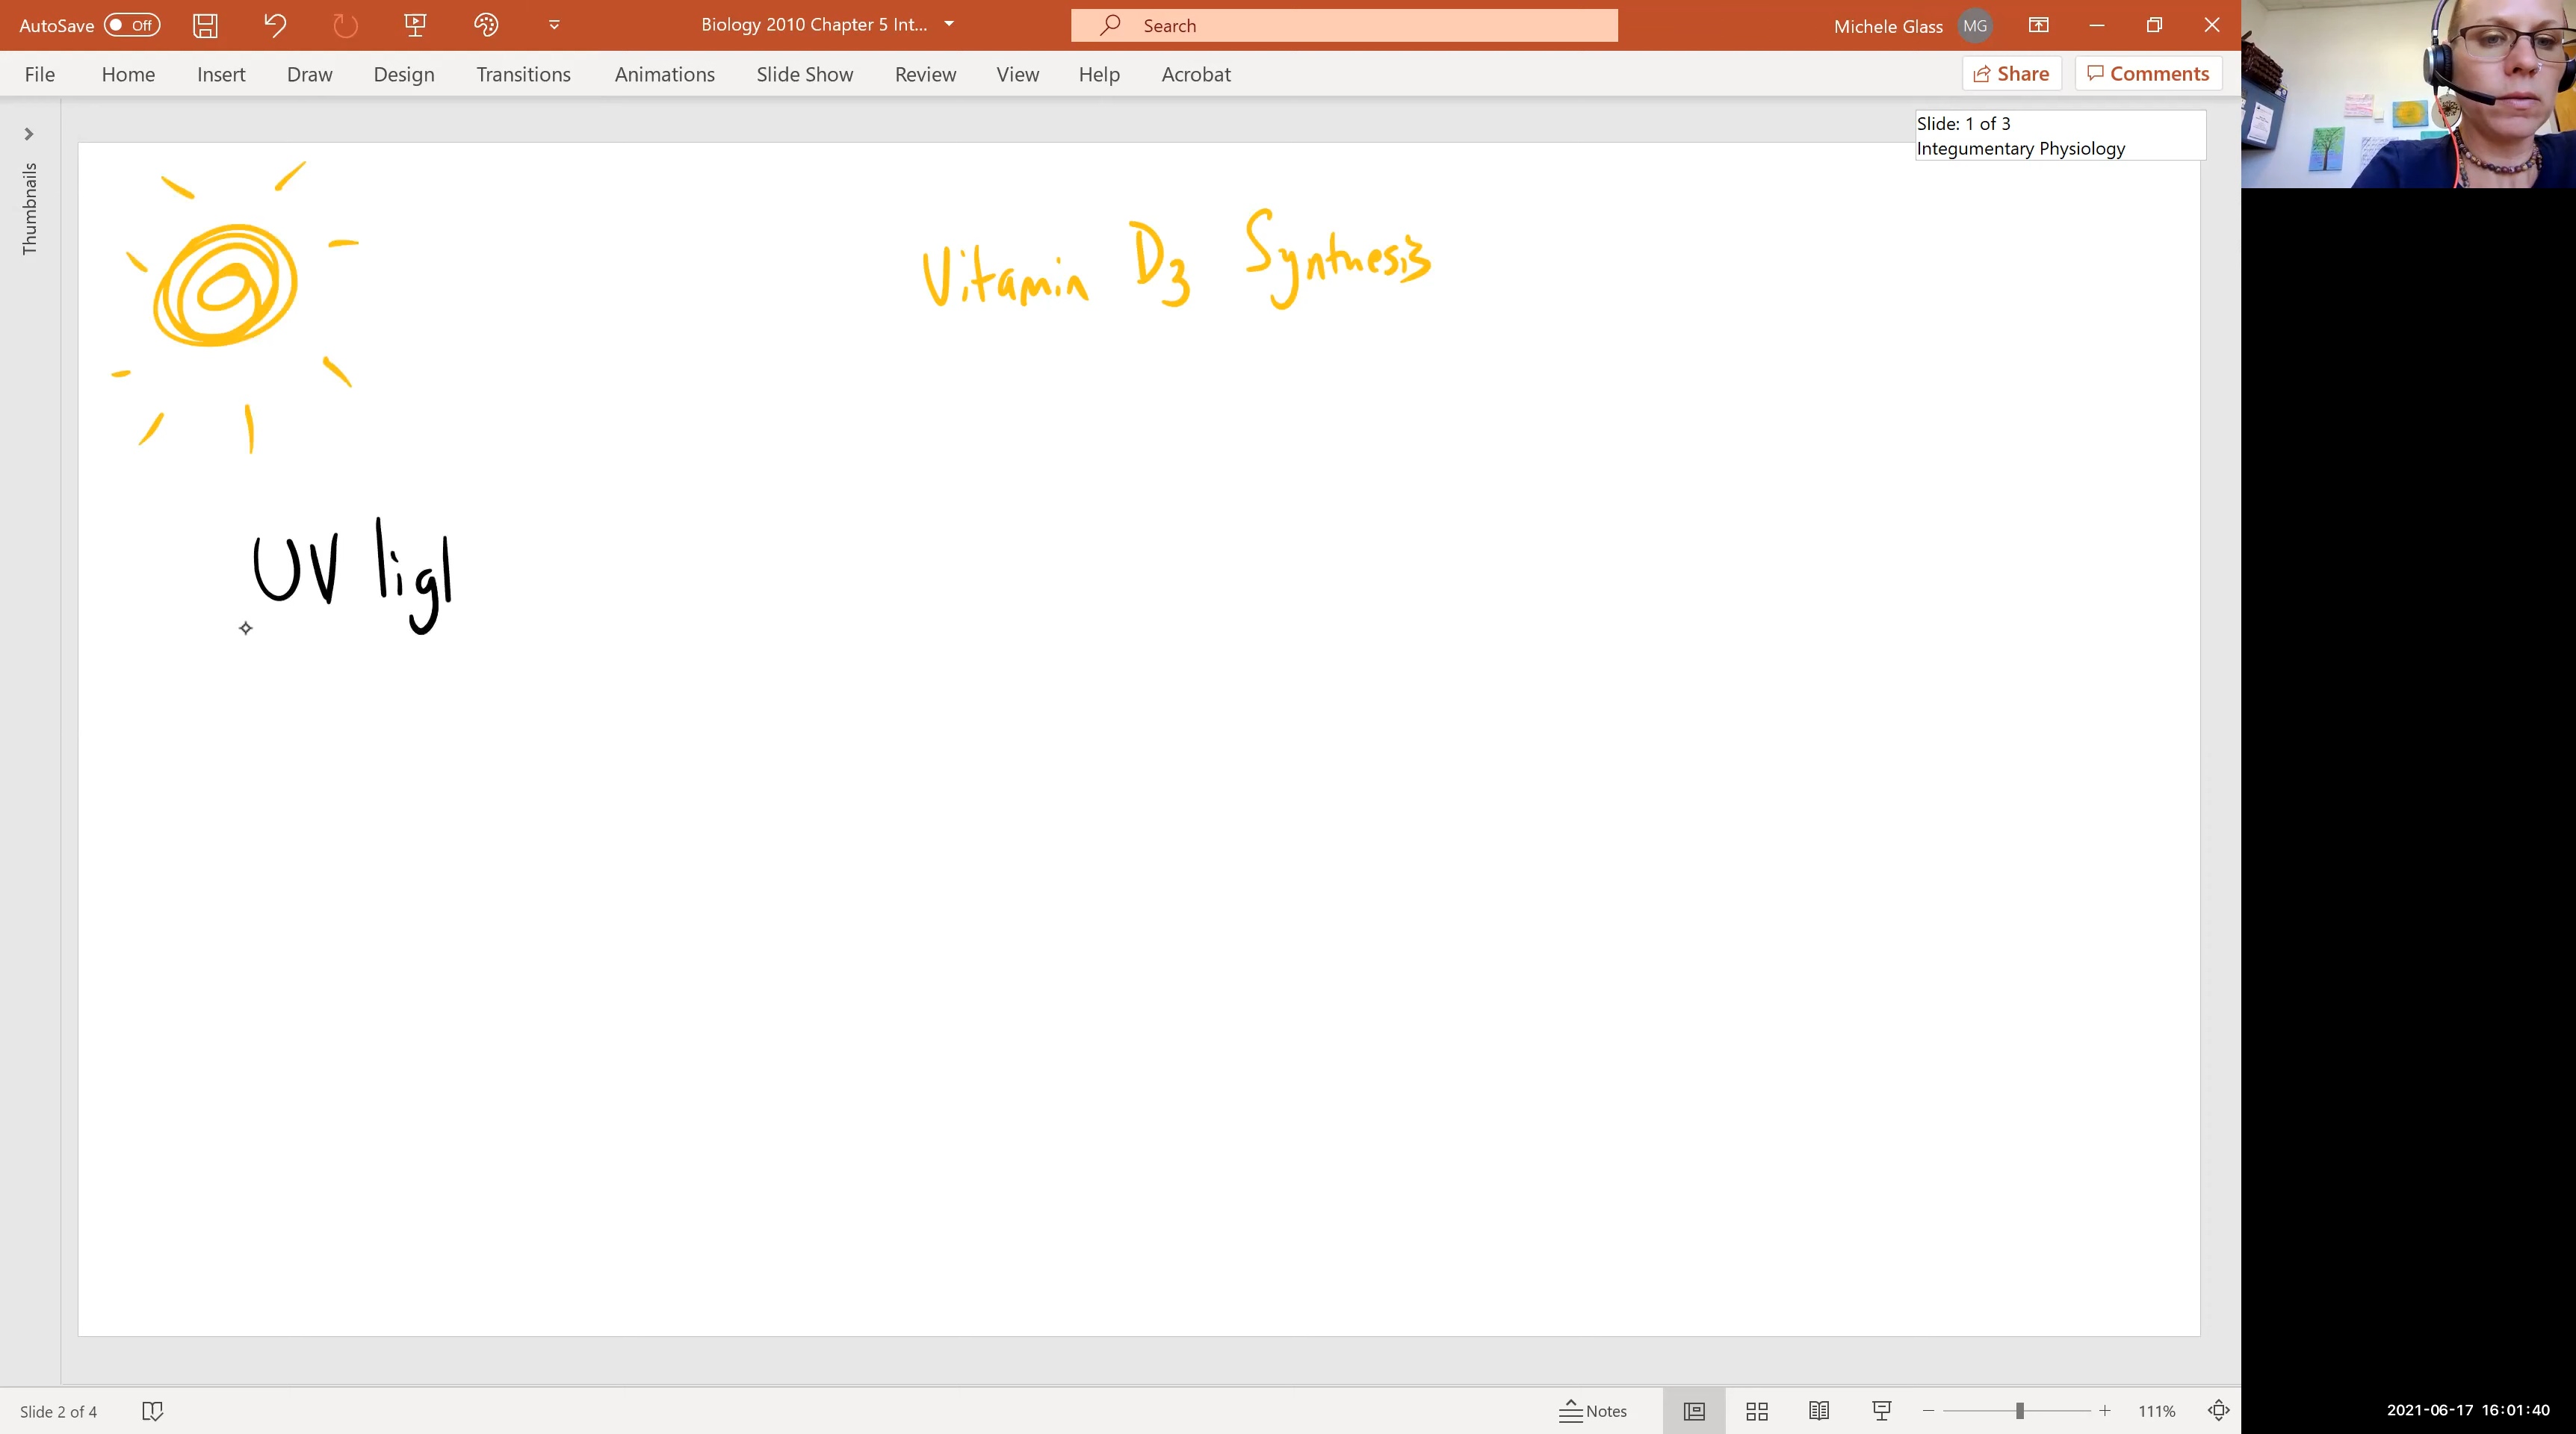 AutoSave Off Biology 2010 Chapter 5 Int... Search Michele Glass MG
File Home Insert Draw Design Transitions Animations Slide Show Review View Help Acrobat Share Comments
Thumbnails
Slide: 1 of 3
Integumentary Physiology
Vitamin D3 Synthesis
UV ligl
Slide 2 of 4 Notes 111%
2021-06-17 16:01:40